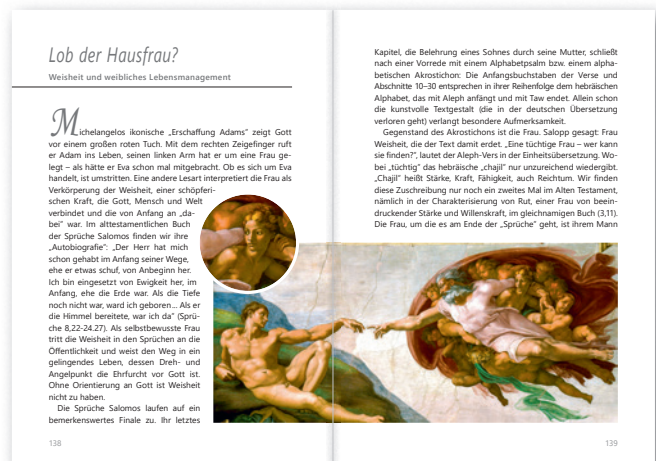 Lob der Hausfrau?
Weisheit und weibliches Lebensmanagement
Michelangelos ikonische „Erschaffung Adams“ zeigt Gott
vor einem großen roten Tuch. Mit dem rechten Zeigefinger ruft
er Adam ins Leben, seinen linken Arm hat er um eine Frau ge-
legt – als hätte er Eva schon mal mitgebracht. Ob es sich um Eva
handelt, ist umstritten. Eine andere Lesart interpretiert die Frau als
Verkörperung der Weisheit, einer schöpferi-
schen Kraft, die Gott, Mensch und Welt
verbindet und die von Anfang an „da-
bei“ war. Im alttestamentlichen Buch
der Sprüche Salomos finden wir ihre
„Autobiografie“: „Der Herr hat mich
schon gehabt im Anfang seiner Wege,
ehe er etwas schuf, von Anbeginn her.
Ich bin eingesetzt von Ewigkeit her, im
Anfang, ehe die Erde war. Als die Tiefe
noch nicht war, ward ich geboren... Als er
die Himmel bereitete, war ich da“ (Sprü-
che 8,22-24.27). Als selbstbewusste Frau
tritt die Weisheit in den Sprüchen an die
Öffentlichkeit und weist den Weg in ein
gelingendes Leben, dessen Dreh- und
Angelpunkt die Ehrfurcht vor Gott ist.
Ohne Orientierung an Gott ist Weisheit
nicht zu haben.
Die Sprüche Salomos laufen auf ein
bemerkenswertes Finale zu. Ihr letztes
138
Kapitel, die Belehrung eines Sohnes durch seine Mutter, schließt
nach einer Vorrede mit einem Alphabetpsalm bzw. einem alpha-
betischen Akrostichon: Die Anfangsbuchstaben der Verse und
Abschnitte 10–30 entsprechen in ihrer Reihenfolge dem hebräischen
Alphabet, das mit Aleph anfängt und mit Taw endet. Allein schon
die kunstvolle Textgestalt (die in der deutschen Übersetzung
verloren geht) verlangt besondere Aufmerksamkeit.
Gegenstand des Akrostichons ist die Frau. Salopp gesagt: Frau
Weisheit, die der Text damit erdet. „Eine tüchtige Frau – wer kann
sie finden?“, lautet der Aleph-Vers in der Einheitsübersetzung. Wo-
bei „tüchtig“ das hebräische „chajil“ nur unzureichend wiedergibt.
„Chajil“ heißt Stärke, Kraft, Fähigkeit, auch Reichtum. Wir finden
diese Zuschreibung nur noch ein zweites Mal im Alten Testament,
nämlich in der Charakterisierung von Rut, einer Frau von beein-
druckender Stärke und Willenskraft, im gleichnamigen Buch (3,11).
Die Frau, um die es am Ende der „Sprüche“ geht, ist ihrem Mann
139